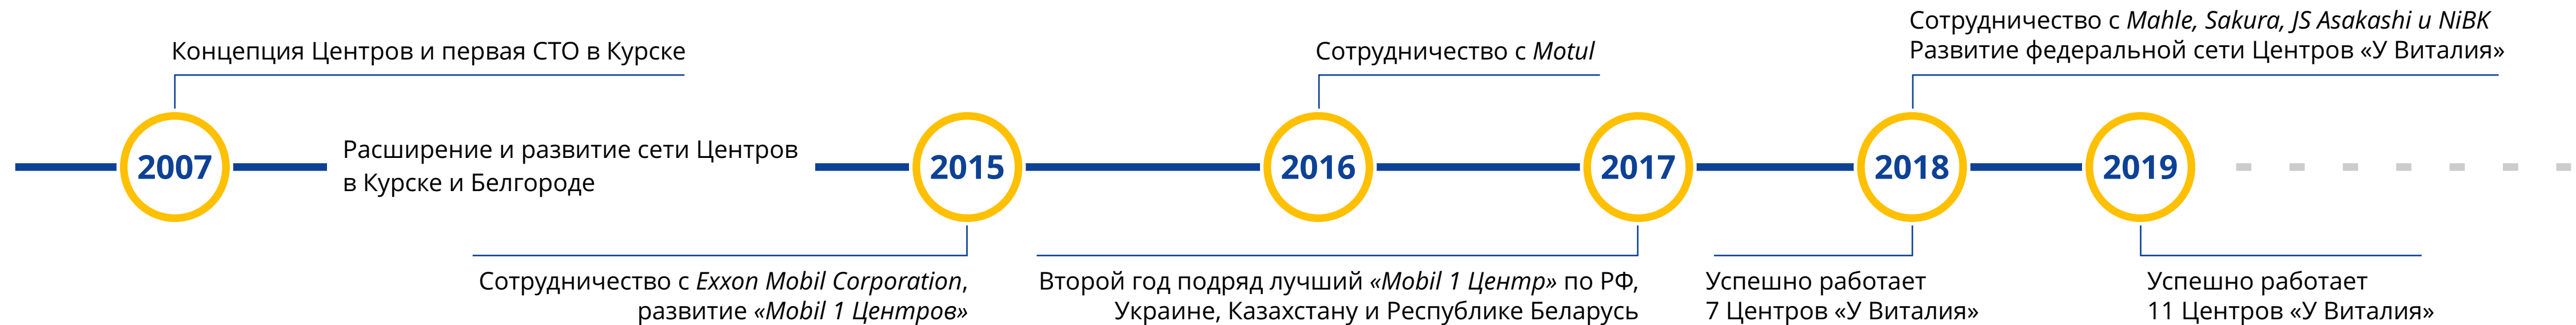 Концепция Центров и первая СТО в Курске
2007
Расширение и развитие сети Центров
в Курске и Белгороде
2015
Сотрудничество с Exxon Mobil Corporation,
развитие «Mobil 1 Центров»
Сотрудничество с Motul
2016
2017
Второй год подряд лучший «Mobil 1 Центр» по РФ,
Украине, Казахстану и Республике Беларусь
Сотрудничество с Mahle, Sakura, JS Asakashi и NiBK
Развитие федеральной сети Центров «У Виталия»
2018
Успешно работает
7 Центров «У Виталия»
2019
Успешно работает
11 Центров «У Виталия»